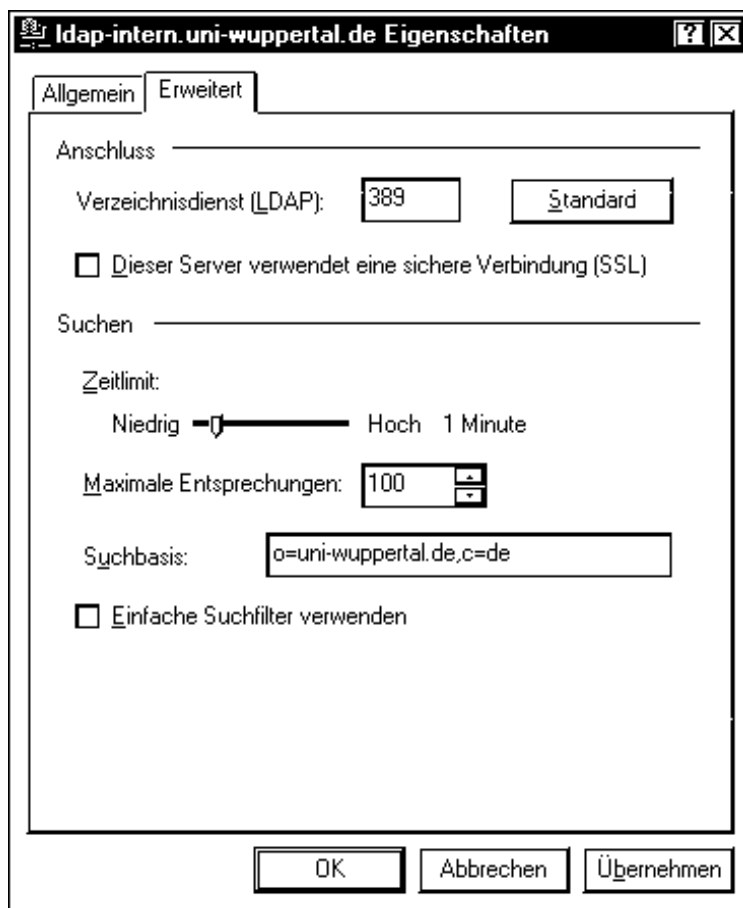 ldap-intern.uni-wuppertal.de Eigenschaften
Allgemein Erweitert
Anschluss
Verzeichnisdienst (LDAP): 389 Standard
Dieser Server verwendet eine sichere Verbindung (SSL)
Suchen
Zeitlimit:
Niedrig Hoch 1 Minute
Maximale Entsprechungen: 100
Suchbasis: o=uni-wuppertal.de,c=de
Einfache Suchfilter verwenden
OK Abbrechen Übernehmen